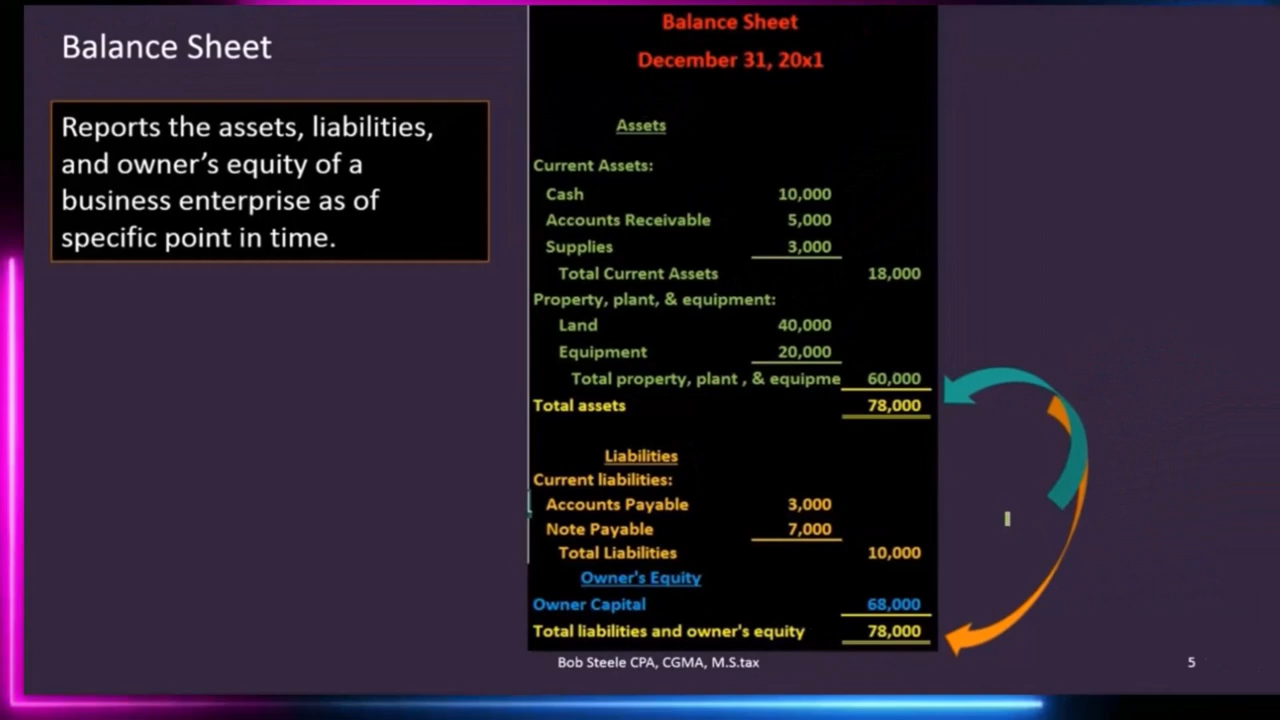 Balance Sheet
Reports the assets, liabilities,
and owner's equity of a
business enterprise as of
specific point in time.
Balance Sheet
December 31, 20x1
Assets
Current Assets:
Cash 10,000
Accounts Receivable 5,000
Supplies 3,000
Total Current Assets 18,000
Property, plant, & equipment:
Land 40,000
Equipment 20,000
Total property, plant , & equipme 60,000
Total assets 78,000
Liabilities
Current liabilities:
Accounts Payable 3,000
Note Payable 7,000
Total Liabilities 10,000
Owner's Equity
Owner Capital 68,000
Total liabilities and owner's equity 78,000
Bob Steele CPA, CGMA, M.S.tax
5